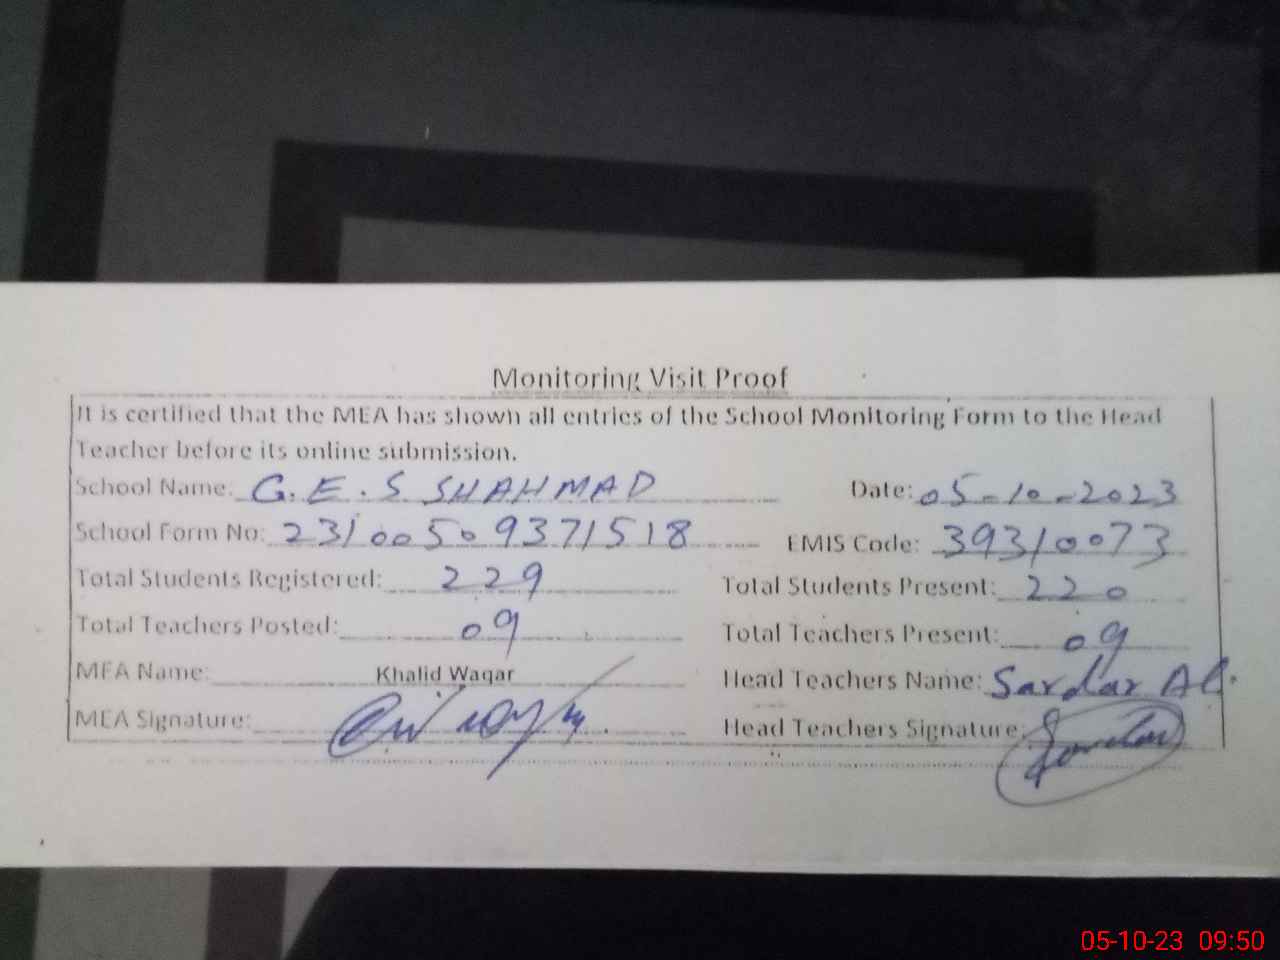 Monitoring Visit Proof
It is certified that the MEA has shown all entries of the School Monitoring Form to the Head
Teacher before its online submission.
School Name: G.E.S SHAHMAD Date: 05-10-2023
School Form No: 23100509371518 EMIS Code: 39310073
Total Students Registered: 229 Total Students Present: 220
Total Teachers Posted: 09 Total Teachers Present: 09
MEA Name: Khalid Waqar Head Teachers Name: Sardar Ali
MEA Signature: Head Teachers Signature:
05-10-23 09:50